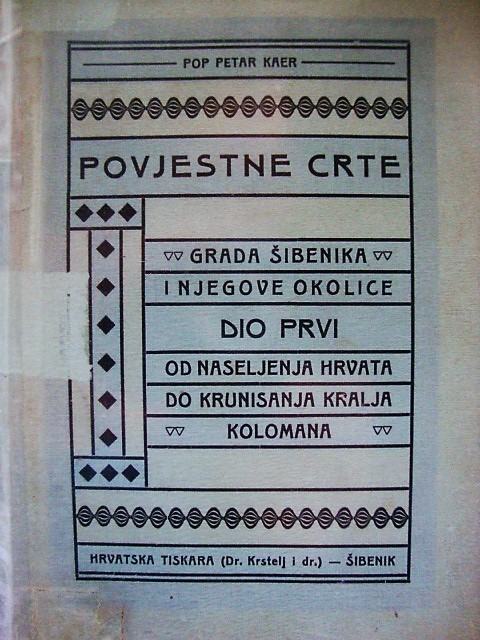 POP PETAR KAER
POVJESTNE CRTE
GRADA ŠIBENIKA
I NJEGOVE OKOLICE
DIO PRVI
OD NASELJENJA HRVATA
DO KRUNISANJA KRALJA
KOLOMANA
HRVATSKA TISKARA (Dr. Krstelj i dr.) — ŠIBENIK